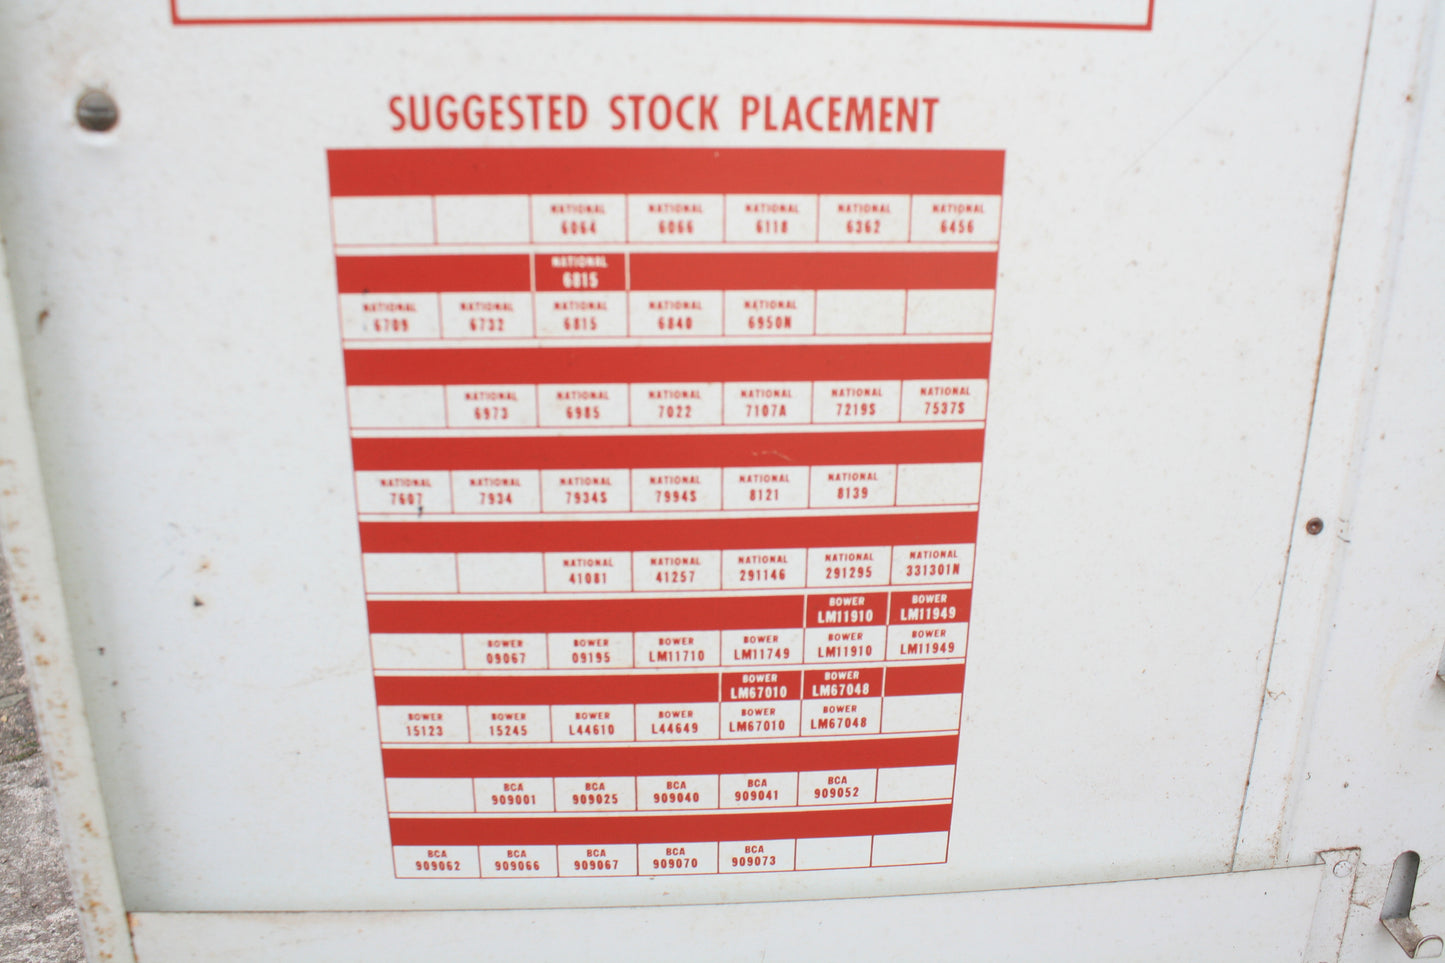 SUGGESTED STOCK PLACEMENT
NATIONAL NATIONAL NATIONAL NATIONAL NATIONAL
6064 6066 6118 6362 6456
NATIONAL
6815
NATIONAL NATIONAL NATIONAL NATIONAL NATIONAL
6709 6732 6815 6840 6950N
NATIONAL NATIONAL NATIONAL NATIONAL NATIONAL NATIONAL
6973 6985 7022 7107A 7219S 7537S
NATIONAL NATIONAL NATIONAL NATIONAL NATIONAL NATIONAL
7607 7934 7934S 7994S 8121 8139
NATIONAL NATIONAL NATIONAL NATIONAL NATIONAL
41081 41257 291146 291295 331301N
BOWER BOWER
LM11910 LM11949
BOWER BOWER BOWER BOWER BOWER BOWER
09067 09195 LM11710 LM11749 LM11910 LM11949
BOWER BOWER
LM67010 LM67048
BOWER BOWER BOWER BOWER BOWER BOWER
15123 15245 L44610 L44649 LM67010 LM67048
BCA BCA BCA BCA BCA
909001 909025 909040 909041 909052
BCA BCA BCA BCA BCA
909062 909066 909067 909070 909073